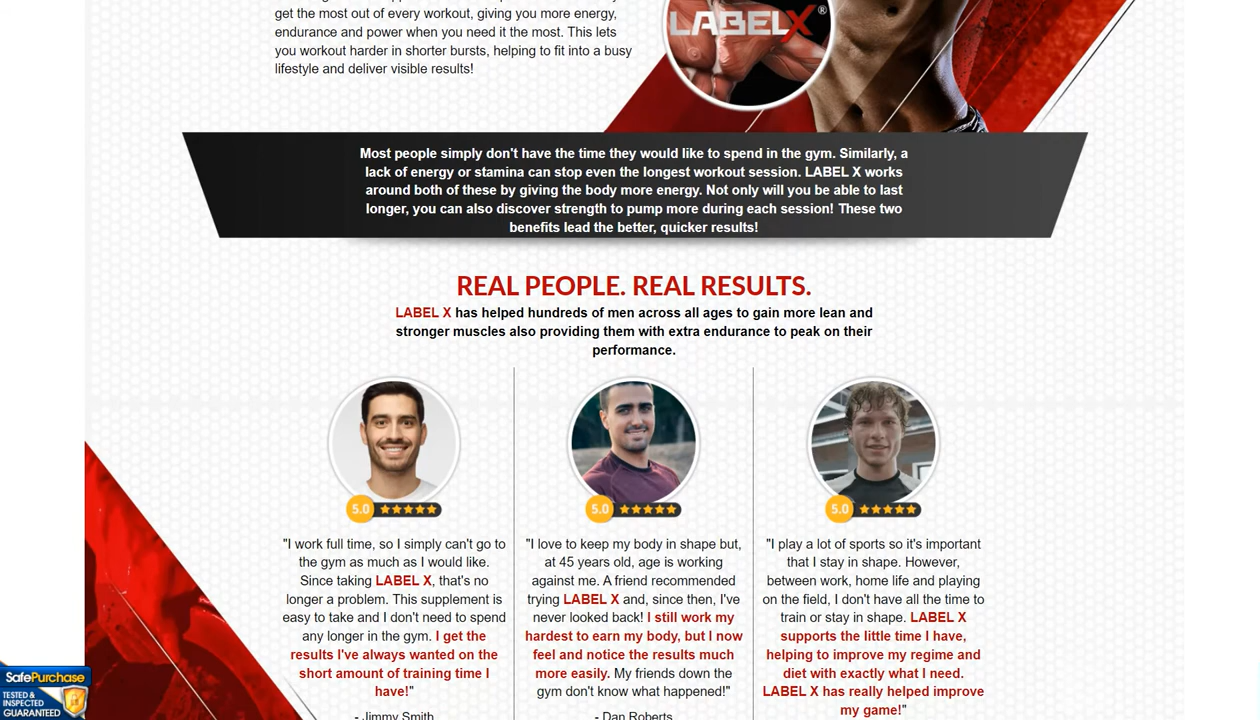 get the most out of every workout, giving you more energy,
endurance and power when you need it the most. This lets
you workout harder in shorter bursts, helping to fit into a busy
lifestyle and deliver visible results!
LABELX®
Most people simply don't have the time they would like to spend in the gym. Similarly, a
lack of energy or stamina can stop even the longest workout session. LABEL X works
around both of these by giving the body more energy. Not only will you be able to last
longer, you can also discover strength to pump more during each session! These two
benefits lead the better, quicker results!
REAL PEOPLE. REAL RESULTS.
LABEL X has helped hundreds of men across all ages to gain more lean and
stronger muscles also providing them with extra endurance to peak on their
performance.
5.0
"I work full time, so I simply can't go to
the gym as much as I would like.
Since taking LABEL X, that's no
longer a problem. This supplement is
easy to take and I don't need to spend
any longer in the gym. I get the
results I've always wanted on the
short amount of training time I
have!"
- Jimmy Smith
5.0
"I love to keep my body in shape but,
at 45 years old, age is working
against me. A friend recommended
trying LABEL X and, since then, I've
never looked back! I still work my
hardest to earn my body, but I now
feel and notice the results much
more easily. My friends down the
gym don't know what happened!"
- Dan Roberts
5.0
"I play a lot of sports so it's important
that I stay in shape. However,
between work, home life and playing
on the field, I don't have all the time to
train or stay in shape. LABEL X
supports the little time I have,
helping to improve my regime and
diet with exactly what I need.
LABEL X has really helped improve
my game!"
SafePurchase
TESTED &
INSPECTED
GUARANTEED